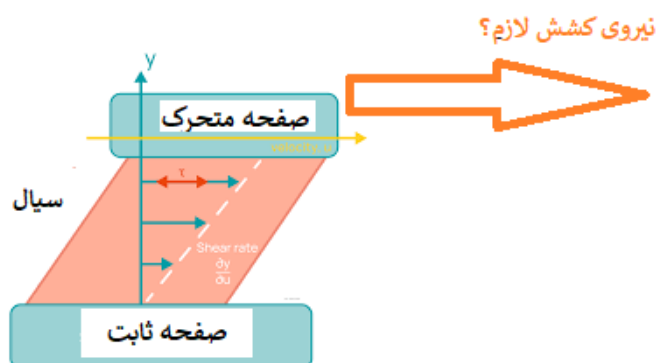 نیروی کشش لازم؟
y
صفحه متحرک
velocity, u
τ
سیال
Shear rate
∂y
∂u
صفحه ثابت